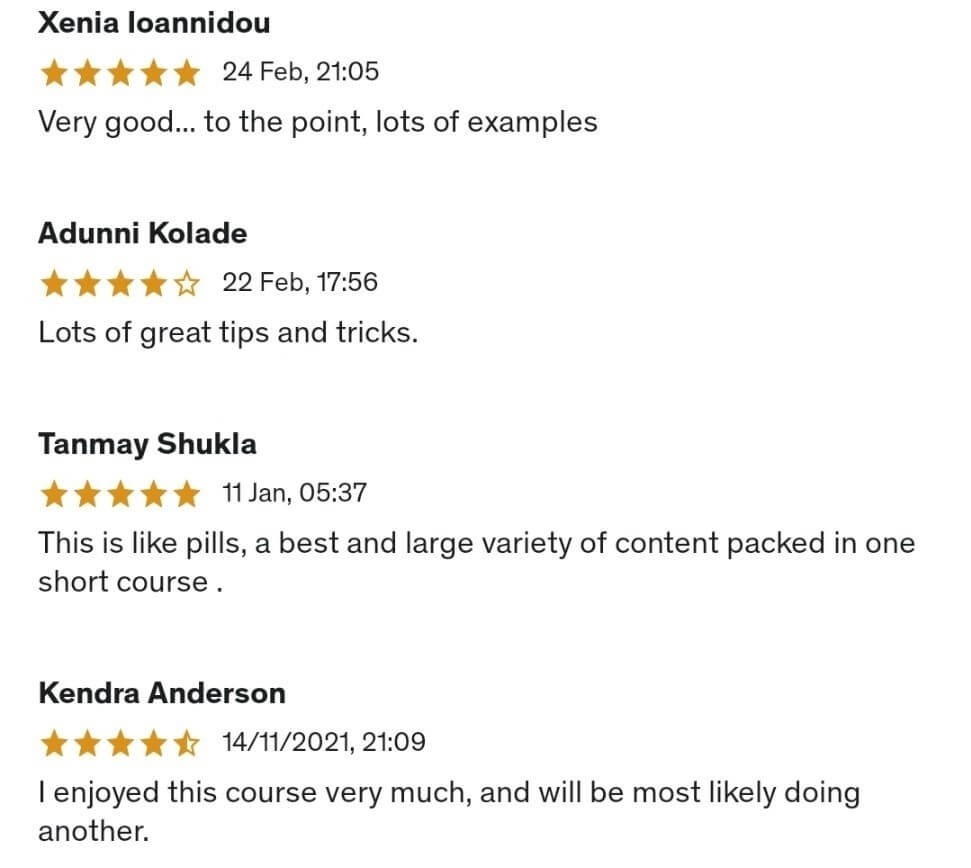 Xenia Ioannidou
24 Feb, 21:05
Very good... to the point, lots of examples
Adunni Kolade
22 Feb, 17:56
Lots of great tips and tricks.
Tanmay Shukla
11 Jan, 05:37
This is like pills, a best and large variety of content packed in one
short course .
Kendra Anderson
14/11/2021, 21:09
I enjoyed this course very much, and will be most likely doing
another.